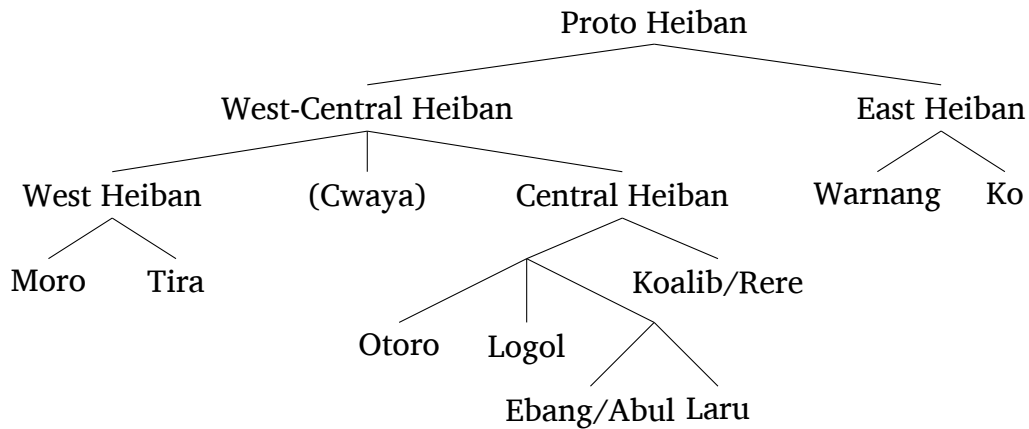 Proto Heiban
West-Central Heiban East Heiban
West Heiban (Cwaya) Central Heiban Warnang Ko
Moro Tira Koalib/Rere
Otoro Logol
Ebang/Abul Laru